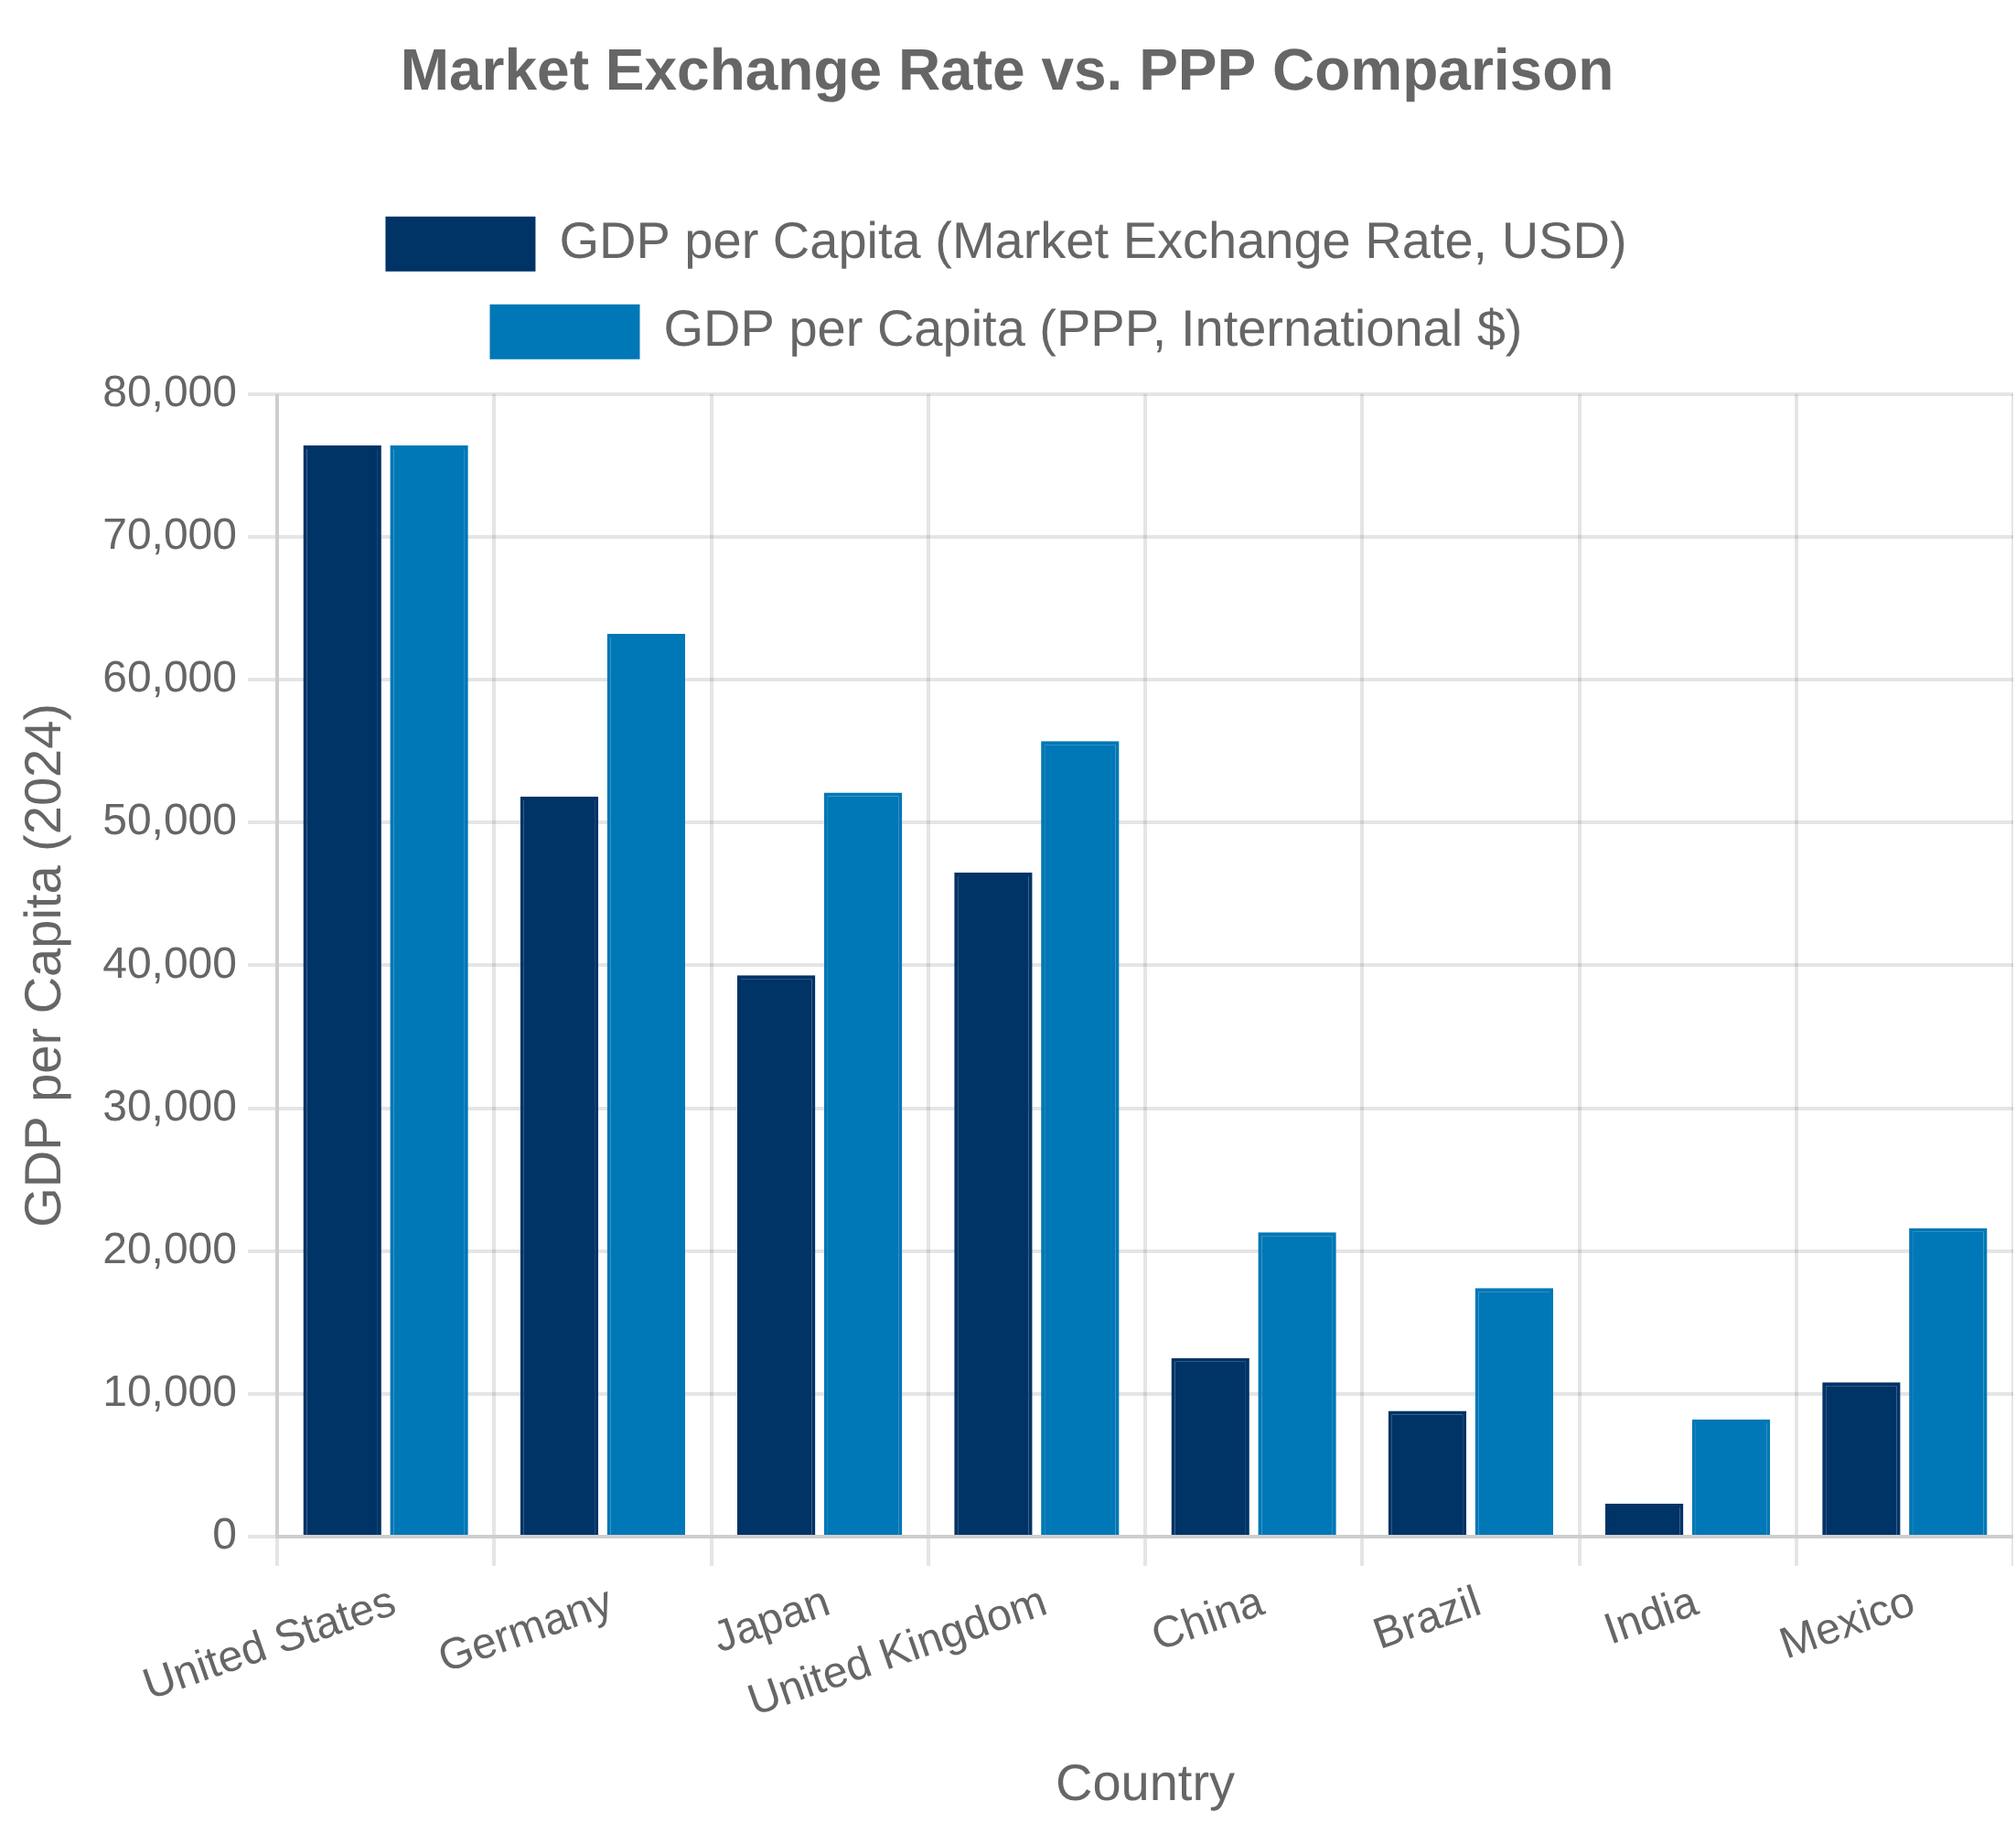 Market Exchange Rate vs. PPP Comparison
GDP per Capita (Market Exchange Rate, USD)
GDP per Capita (PPP, International $)
GDP per Capita (2024)
80,000
70,000
60,000
50,000
40,000
30,000
20,000
10,000
0
United States
Germany
Japan
United Kingdom
China
Brazil
India
Mexico
Country